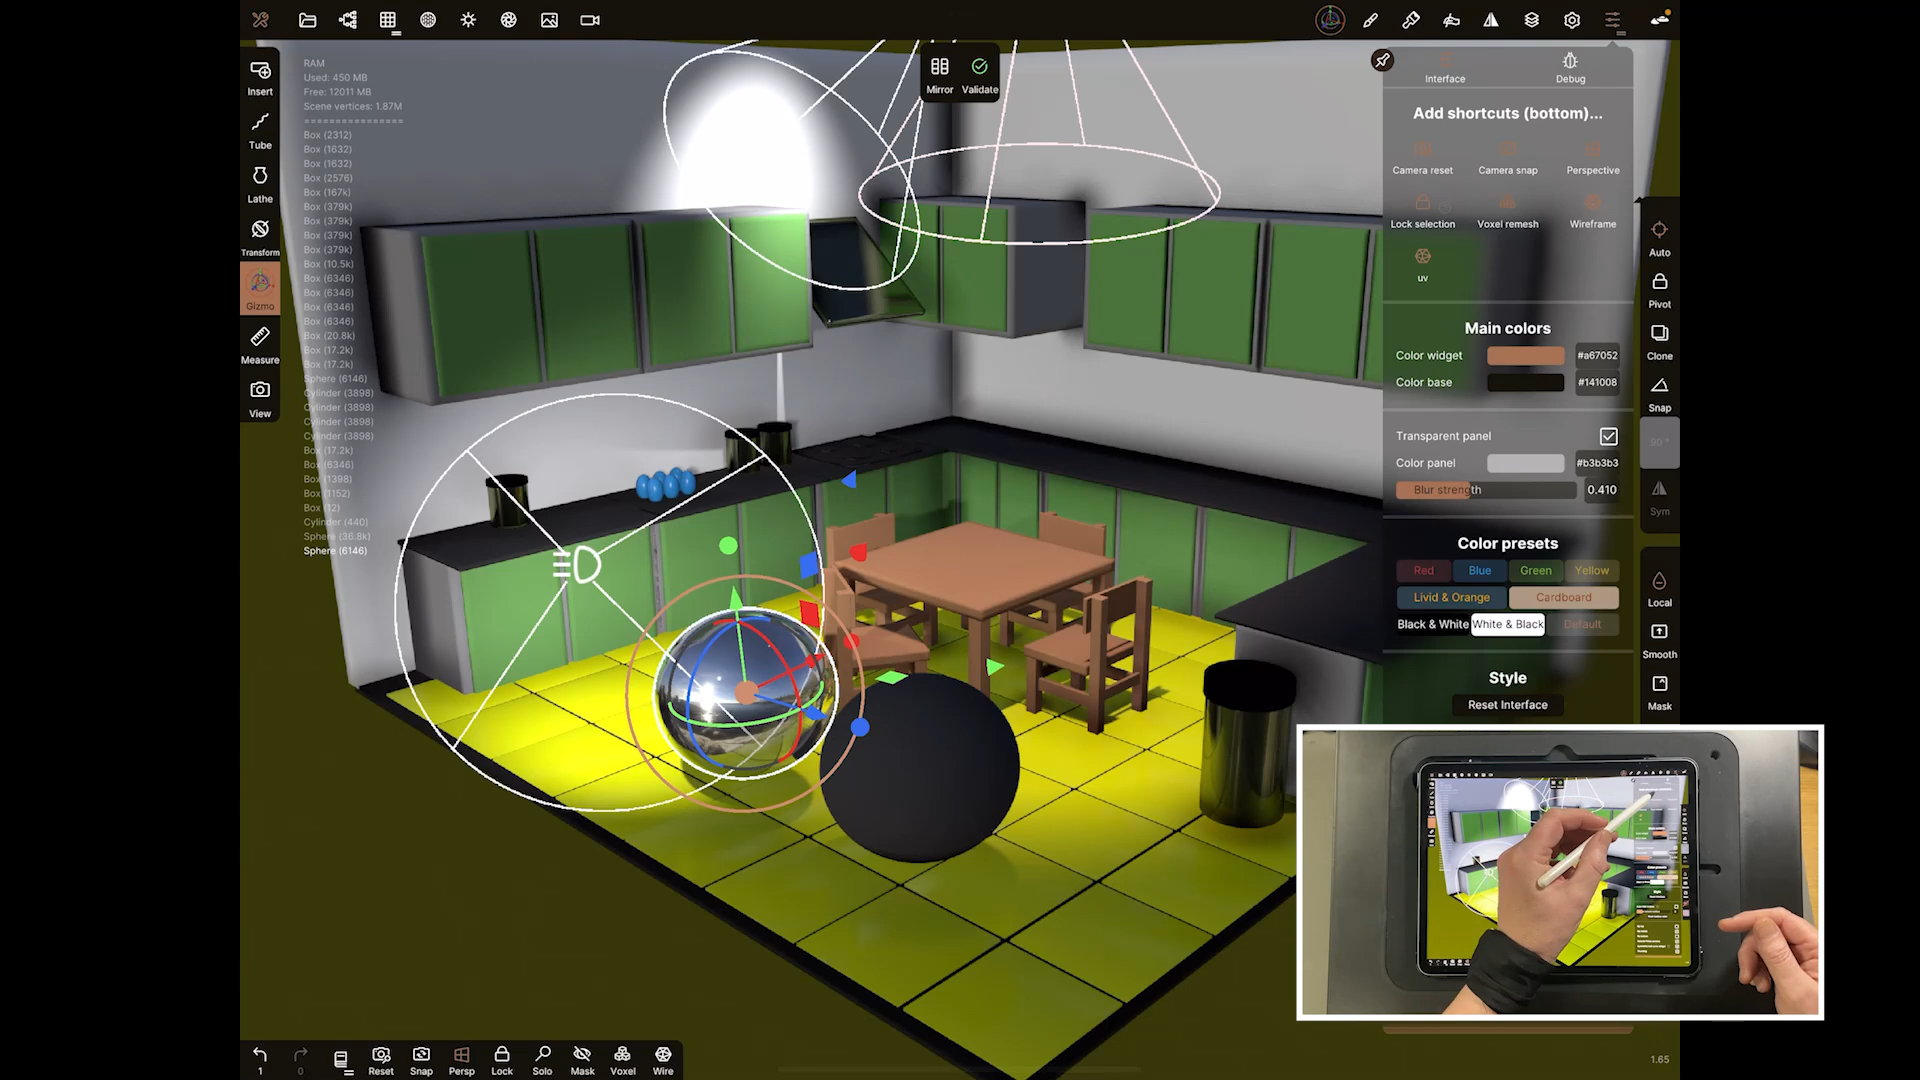 Insert
Tube
Lathe
Transform
Gizmo
Measure
View
RAM
Used: 450 MB
Free: 12011 MB
Scene vertices: 1.87M
================
Box (2312)
Box (1632)
Box (1632)
Box (2576)
Box (167k)
Box (379k)
Box (379k)
Box (379k)
Box (379k)
Box (10.5k)
Box (6346)
Box (6346)
Box (6346)
Box (6346)
Box (20.8k)
Box (17.2k)
Box (17.2k)
Sphere (6146)
Cylinder (3898)
Cylinder (3898)
Cylinder (3898)
Cylinder (3898)
Box (17.2k)
Box (6346)
Box (1398)
Box (1152)
Box (12)
Cylinder (440)
Sphere (36.8k)
Sphere (6146)
Mirror
Validate
Interface
Debug
Add shortcuts (bottom)...
Camera reset
Camera snap
Perspective
Lock selection
Voxel remesh
Wireframe
uv
Main colors
Color widget
#a67052
Color base
#141008
Transparent panel
Color panel
#b3b3b3
Blur strength
0.410
Color presets
Red
Blue
Green
Yellow
Livid & Orange
Cardboard
Black & White
White & Black
Default
Style
Reset Interface
Auto
Pivot
Clone
Snap
90 °
Sym
Local
Smooth
Mask
1
0
Reset
Snap
Persp
Lock
Solo
Mask
Voxel
Wire
1.65